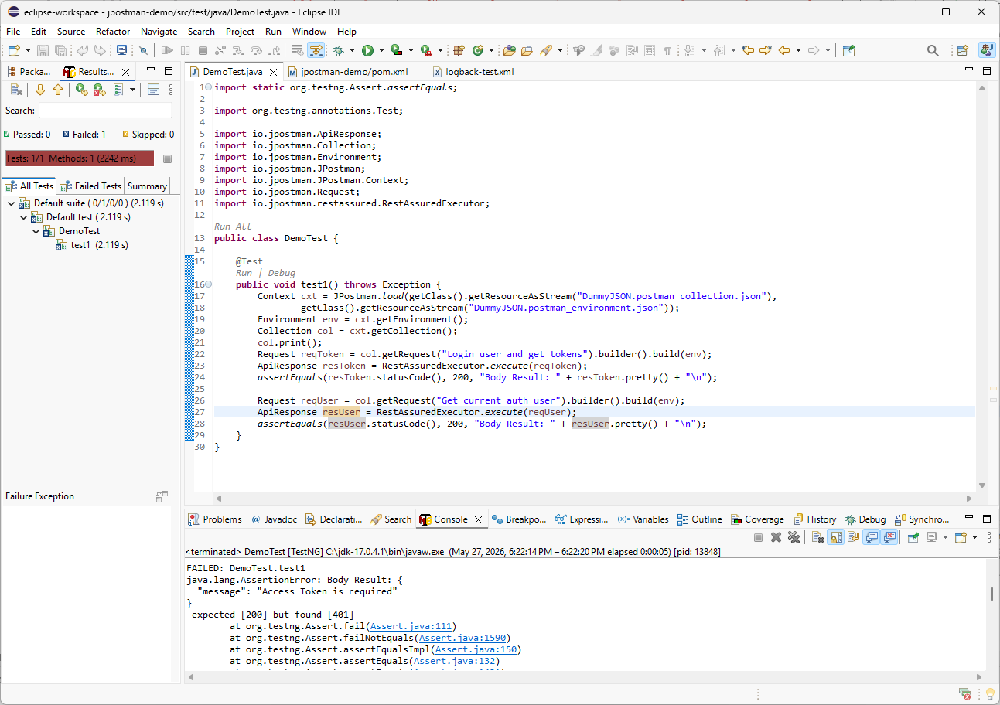 eclipse-workspace - jpostman-demo/src/test/java/DemoTest.java - Eclipse IDE
File Edit Source Refactor Navigate Search Project Run Window Help
Packa... Results...
Search:
Passed: 0 Failed: 1 Skipped: 0
Tests: 1/1 Methods: 1 (2242 ms)
All Tests Failed Tests Summary
Default suite ( 0/1/0/0 ) (2.119 s)
Default test ( 2.119 s)
DemoTest
test1 (2.119 s)
Failure Exception
DemoTest.java jpostman-demo/pom.xml logback-test.xml
1 import static org.testng.Assert.assertEquals;
2
3 import org.testng.annotations.Test;
4
5 import io.jpostman.ApiResponse;
6 import io.jpostman.Collection;
7 import io.jpostman.Environment;
8 import io.jpostman.JPostman;
9 import io.jpostman.JPostman.Context;
10 import io.jpostman.Request;
11 import io.jpostman.restassured.RestAssuredExecutor;
12
Run All
13 public class DemoTest {
14
15 @Test
Run | Debug
16 public void test1() throws Exception {
17 Context cxt = JPostman.load(getClass().getResourceAsStream("DummyJSON.postman_collection.json"),
18 getClass().getResourceAsStream("DummyJSON.postman_environment.json"));
19 Environment env = cxt.getEnvironment();
20 Collection col = cxt.getCollection();
21 col.print();
22 Request reqToken = col.getRequest("Login user and get tokens").builder().build(env);
23 ApiResponse resToken = RestAssuredExecutor.execute(reqToken);
24 assertEquals(resToken.statusCode(), 200, "Body Result: " + resToken.pretty() + "\n");
25
26 Request reqUser = col.getRequest("Get current auth user").builder().build(env);
27 ApiResponse resUser = RestAssuredExecutor.execute(reqUser);
28 assertEquals(resUser.statusCode(), 200, "Body Result: " + resUser.pretty() + "\n");
29 }
30 }
Problems Javadoc Declarati... Search Console Breakpo... Expressi... Variables Outline Coverage History Debug Synchro...
<terminated> DemoTest [TestNG] C:\jdk-17.0.4.1\bin\javaw.exe (May 27, 2026, 6:22:14 PM – 6:22:20 PM elapsed 0:00:05) [pid: 13848]
FAILED: DemoTest.test1
java.lang.AssertionError: Body Result: {
"message": "Access Token is required"
}
expected [200] but found [401]
at org.testng.Assert.fail(Assert.java:111)
at org.testng.Assert.failNotEquals(Assert.java:1590)
at org.testng.Assert.assertEqualsImpl(Assert.java:150)
at org.testng.Assert.assertEquals(Assert.java:132)